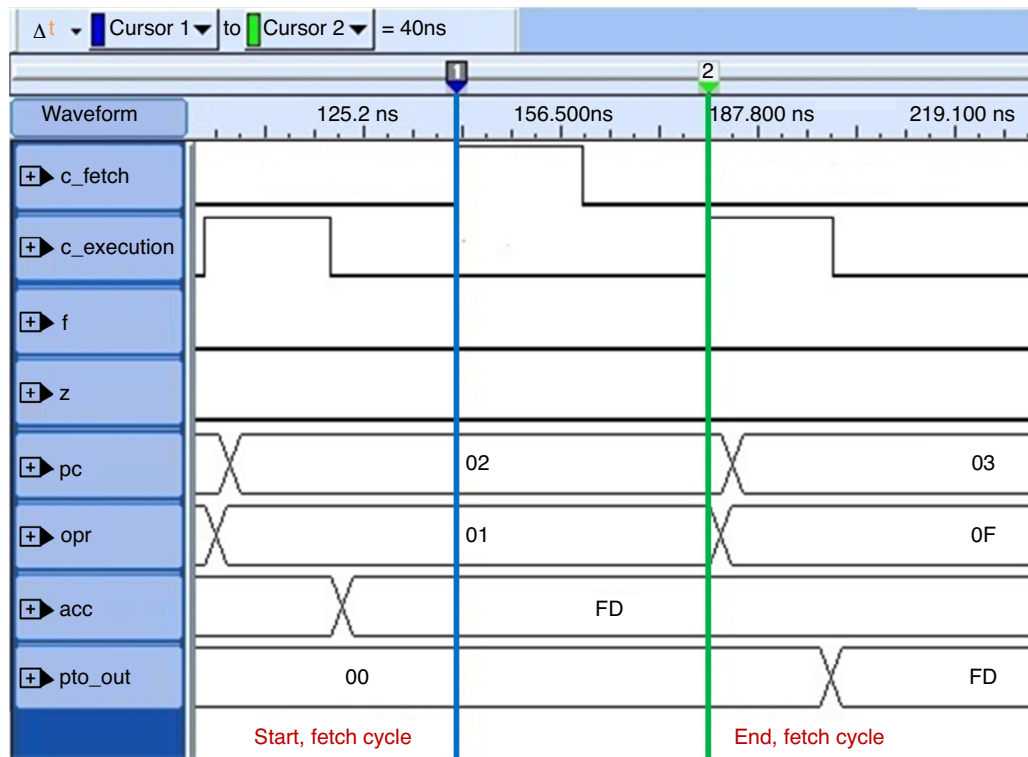 Δt Cursor 1 to Cursor 2 = 40ns
1 2
Waveform 125.2 ns 156.500ns 187.800 ns 219.100 ns
c_fetch
c_execution
f
z
pc 02 03
opr 01 0F
acc FD
pto_out 00 FD
Start, fetch cycle End, fetch cycle